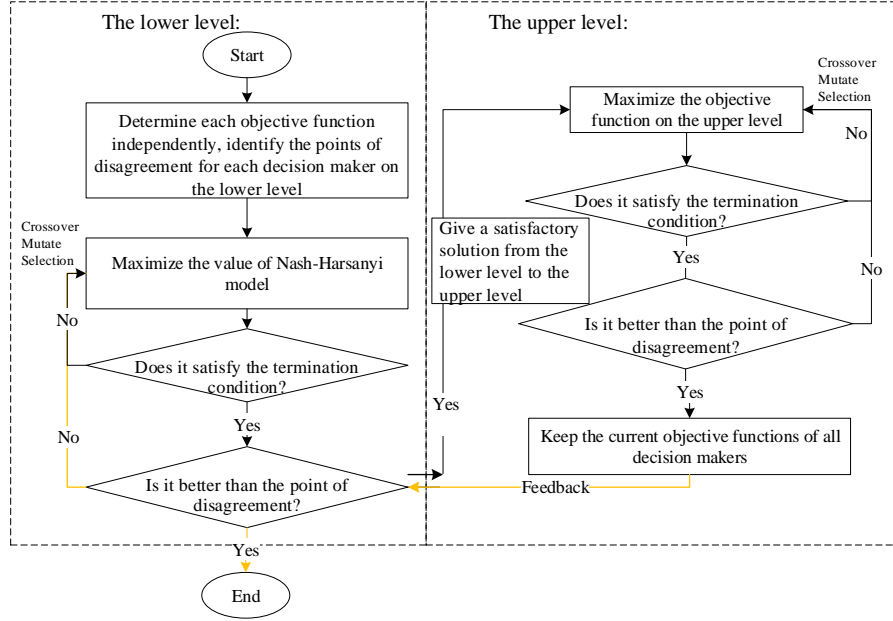 The lower level:
Start
Determine each objective function
independently, identify the points of
disagreement for each decision maker on
the lower level
Crossover
Mutate
Selection
Maximize the value of Nash-Harsanyi
model
No
Does it satisfy the termination
condition?
Yes
No
Is it better than the point of
disagreement?
Yes
End
The upper level:
Crossover
Mutate
Selection
Maximize the objective
function on the upper level
No
Does it satisfy the termination
condition?
Give a satisfactory
solution from the
lower level to the
upper level
Yes
No
Is it better than the point of
disagreement?
Yes
Yes
Keep the current objective functions of all
decision makers
Feedback